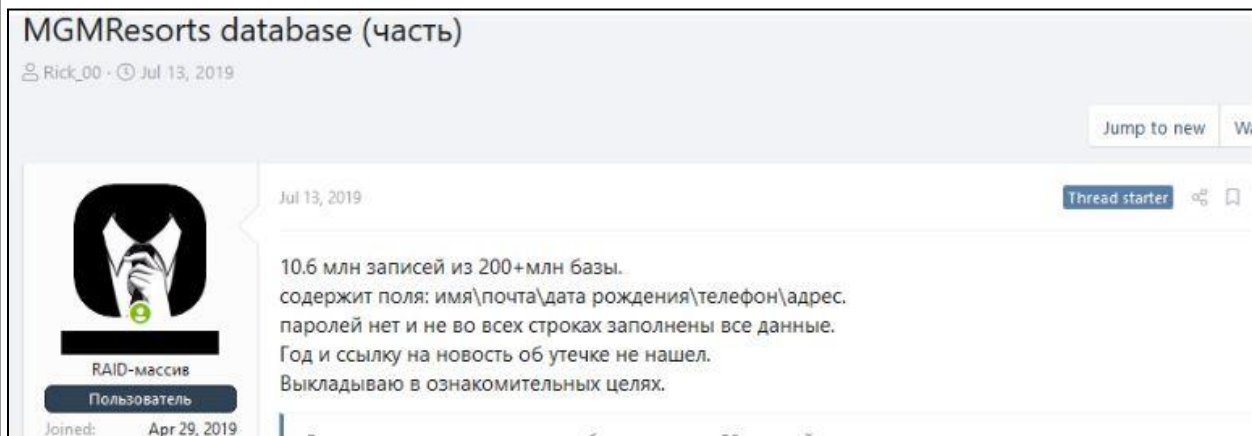 MGMResorts database (часть)
Rick_00 · Jul 13, 2019
Jump to new
Jul 13, 2019
Thread starter
10.6 млн записей из 200+млн базы.
содержит поля: имя\почта\дата рождения\телефон\адрес.
паролей нет и не во всех строках заполнены все данные.
Год и ссылку на новость об утечке не нашел.
Выкладываю в ознакомительных целях.
RAID-массив
Пользователь
Joined: Apr 29, 2019